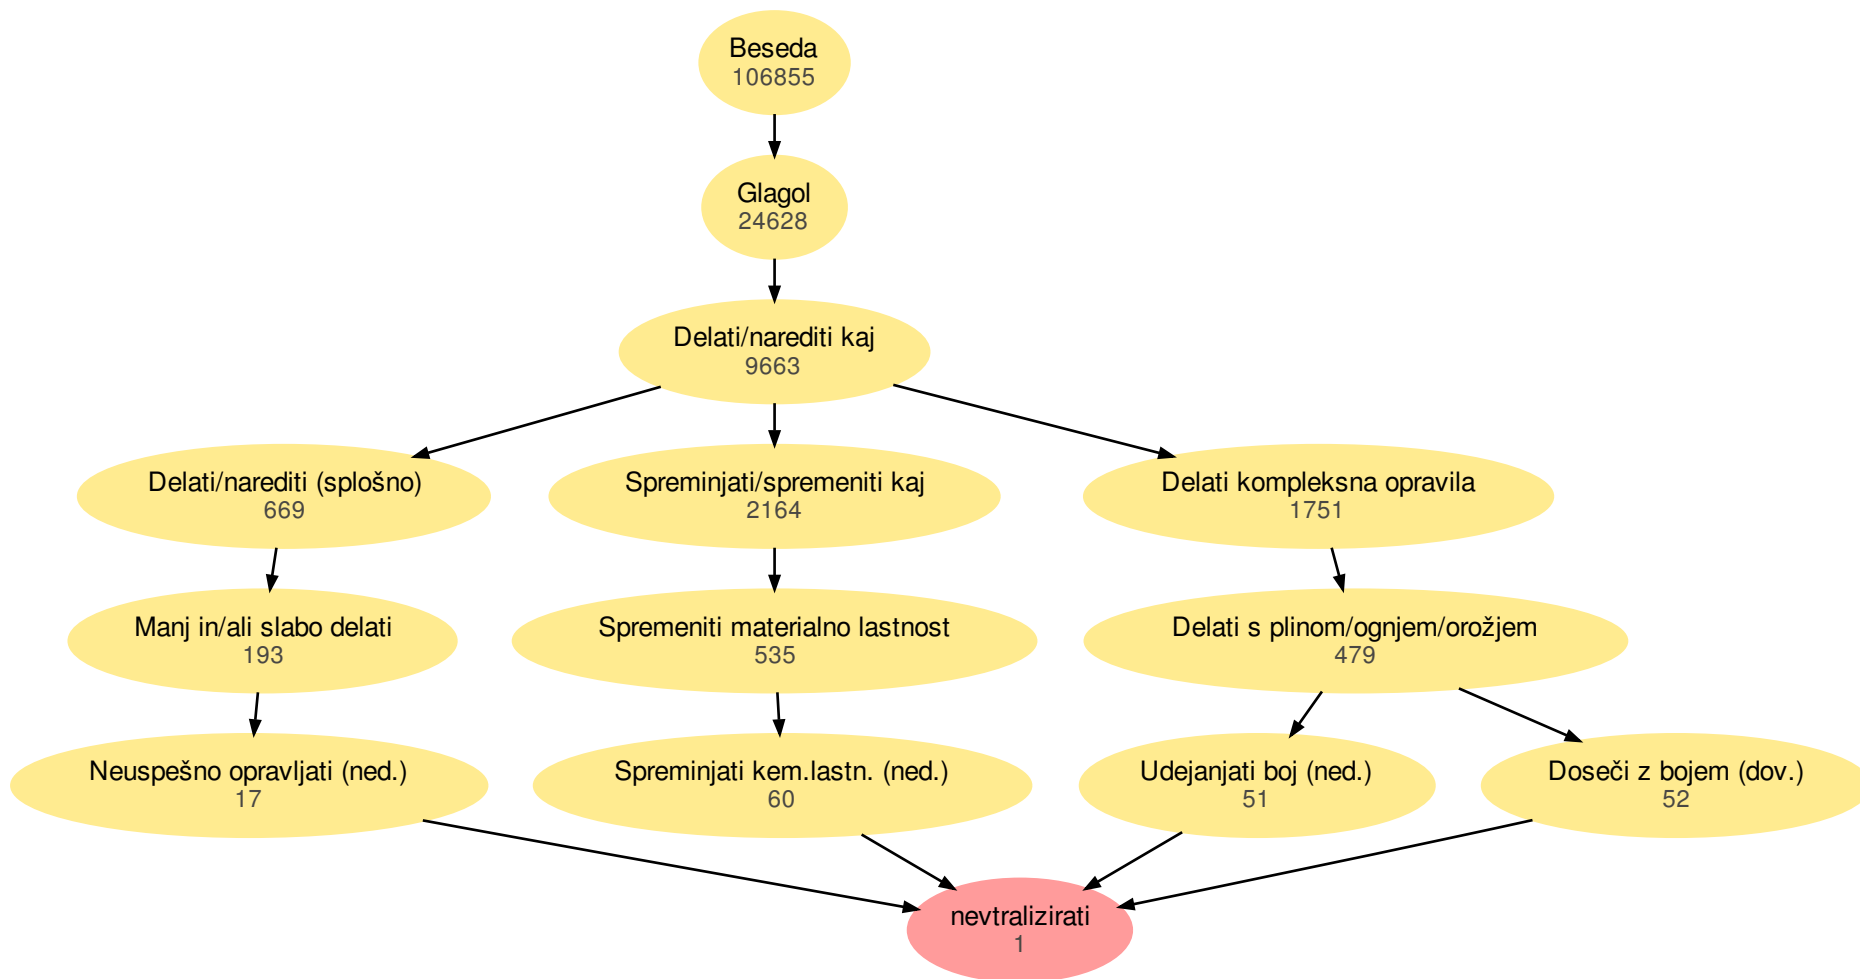 Beseda
106855
Glagol
24628
Delati/narediti kaj
9663
Delati/narediti (splošno)
669
Spreminjati/spremeniti kaj
2164
Delati kompleksna opravila
1751
Manj in/ali slabo delati
193
Spremeniti materialno lastnost
535
Delati s plinom/ognjem/orožjem
479
Neuspešno opravljati (ned.)
17
Spreminjati kem.lastn. (ned.)
60
Udejanjati boj (ned.)
51
Doseči z bojem (dov.)
52
nevtralizirati
1